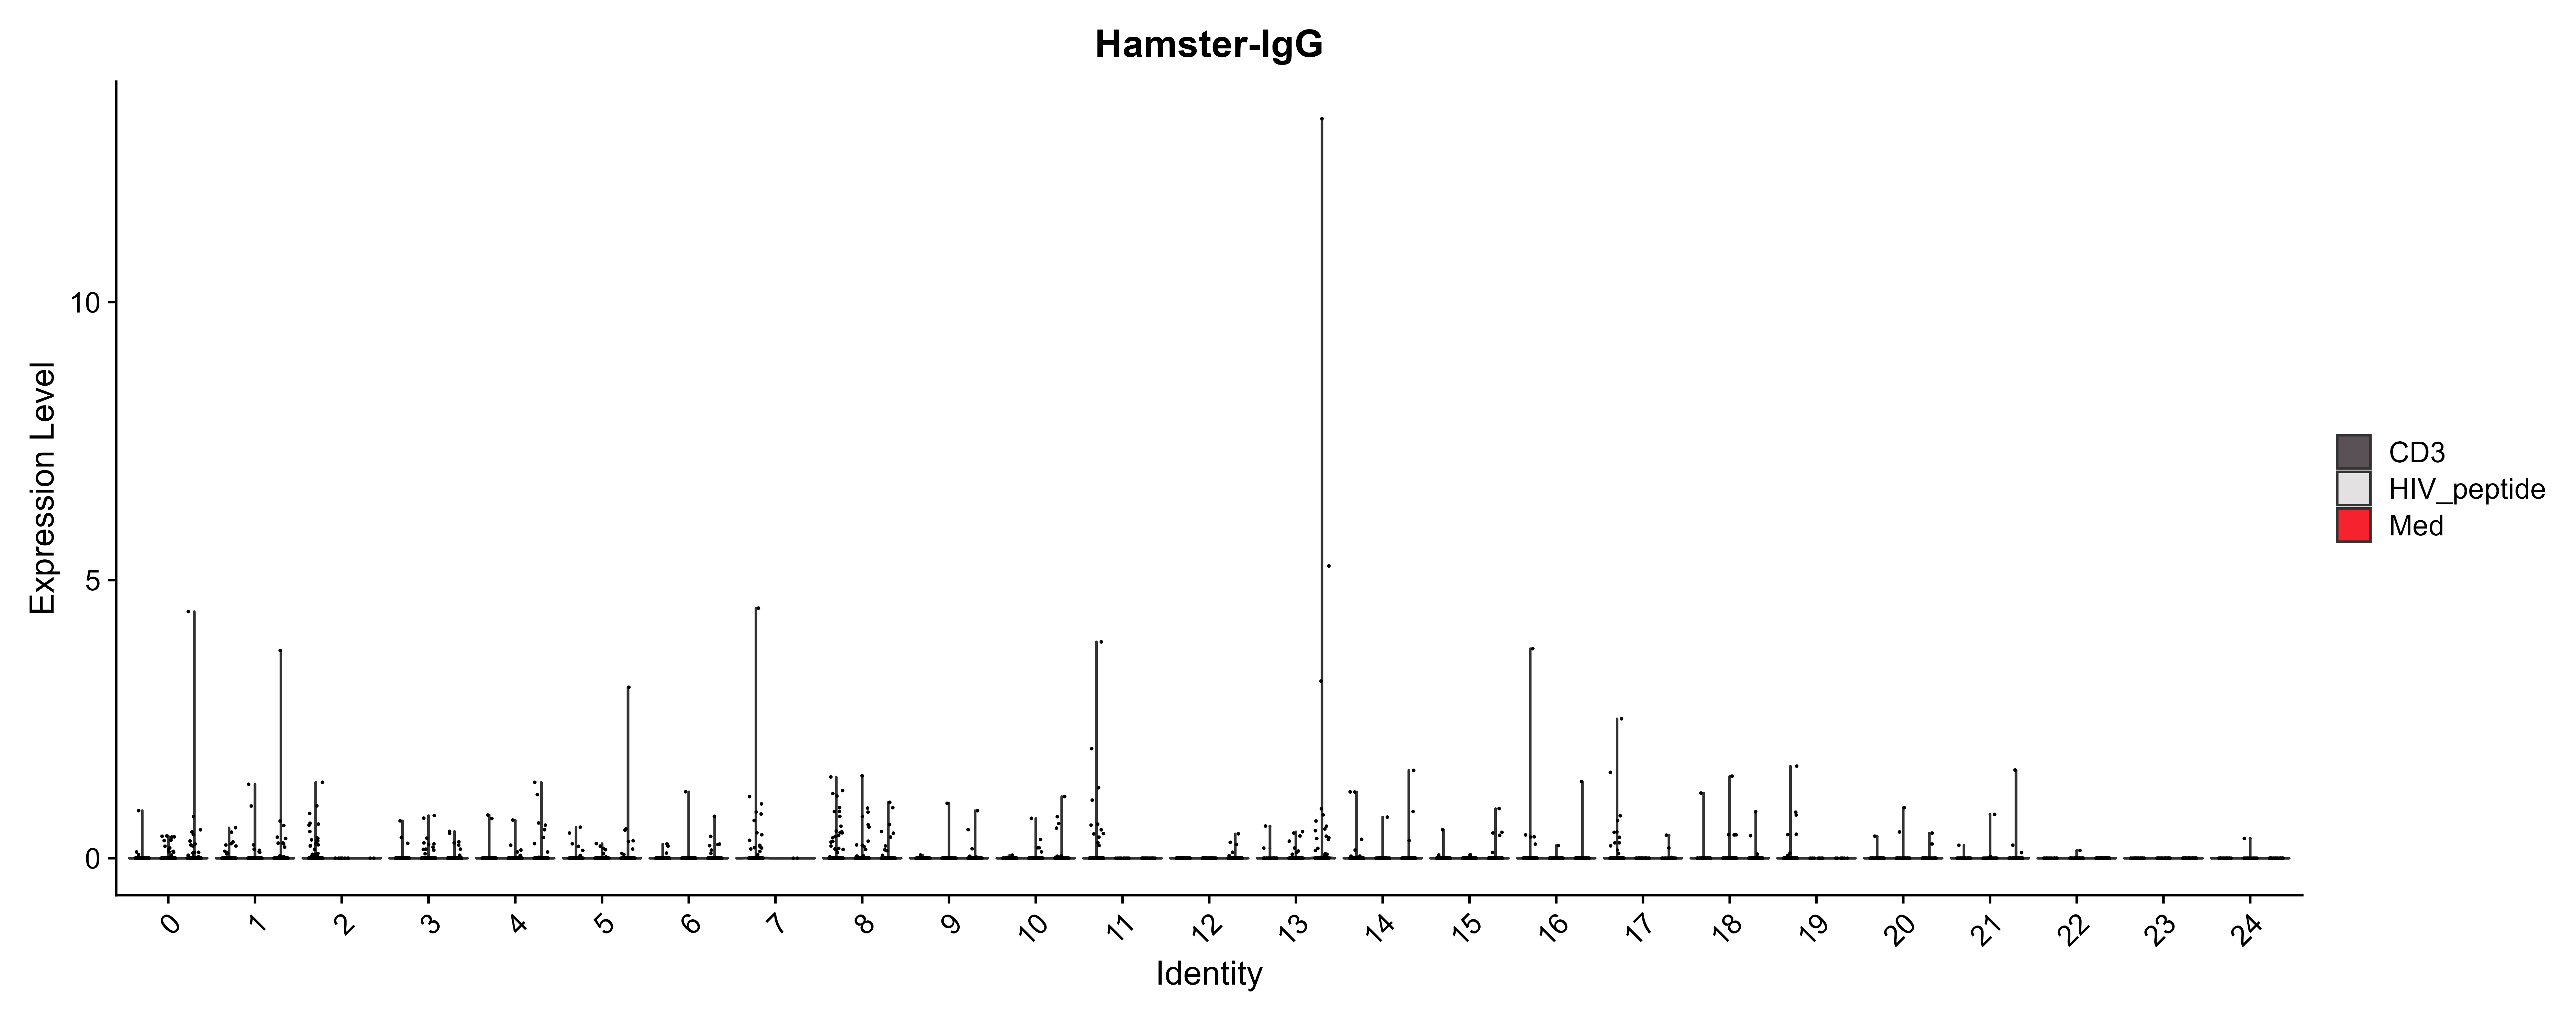 Hamster-IgG
Expression Level
10
5
0
0 1 2 3 4 5 6 7 8 9 10 11 12 13 14 15 16 17 18 19 20 21 22 23 24
Identity
CD3
HIV_peptide
Med